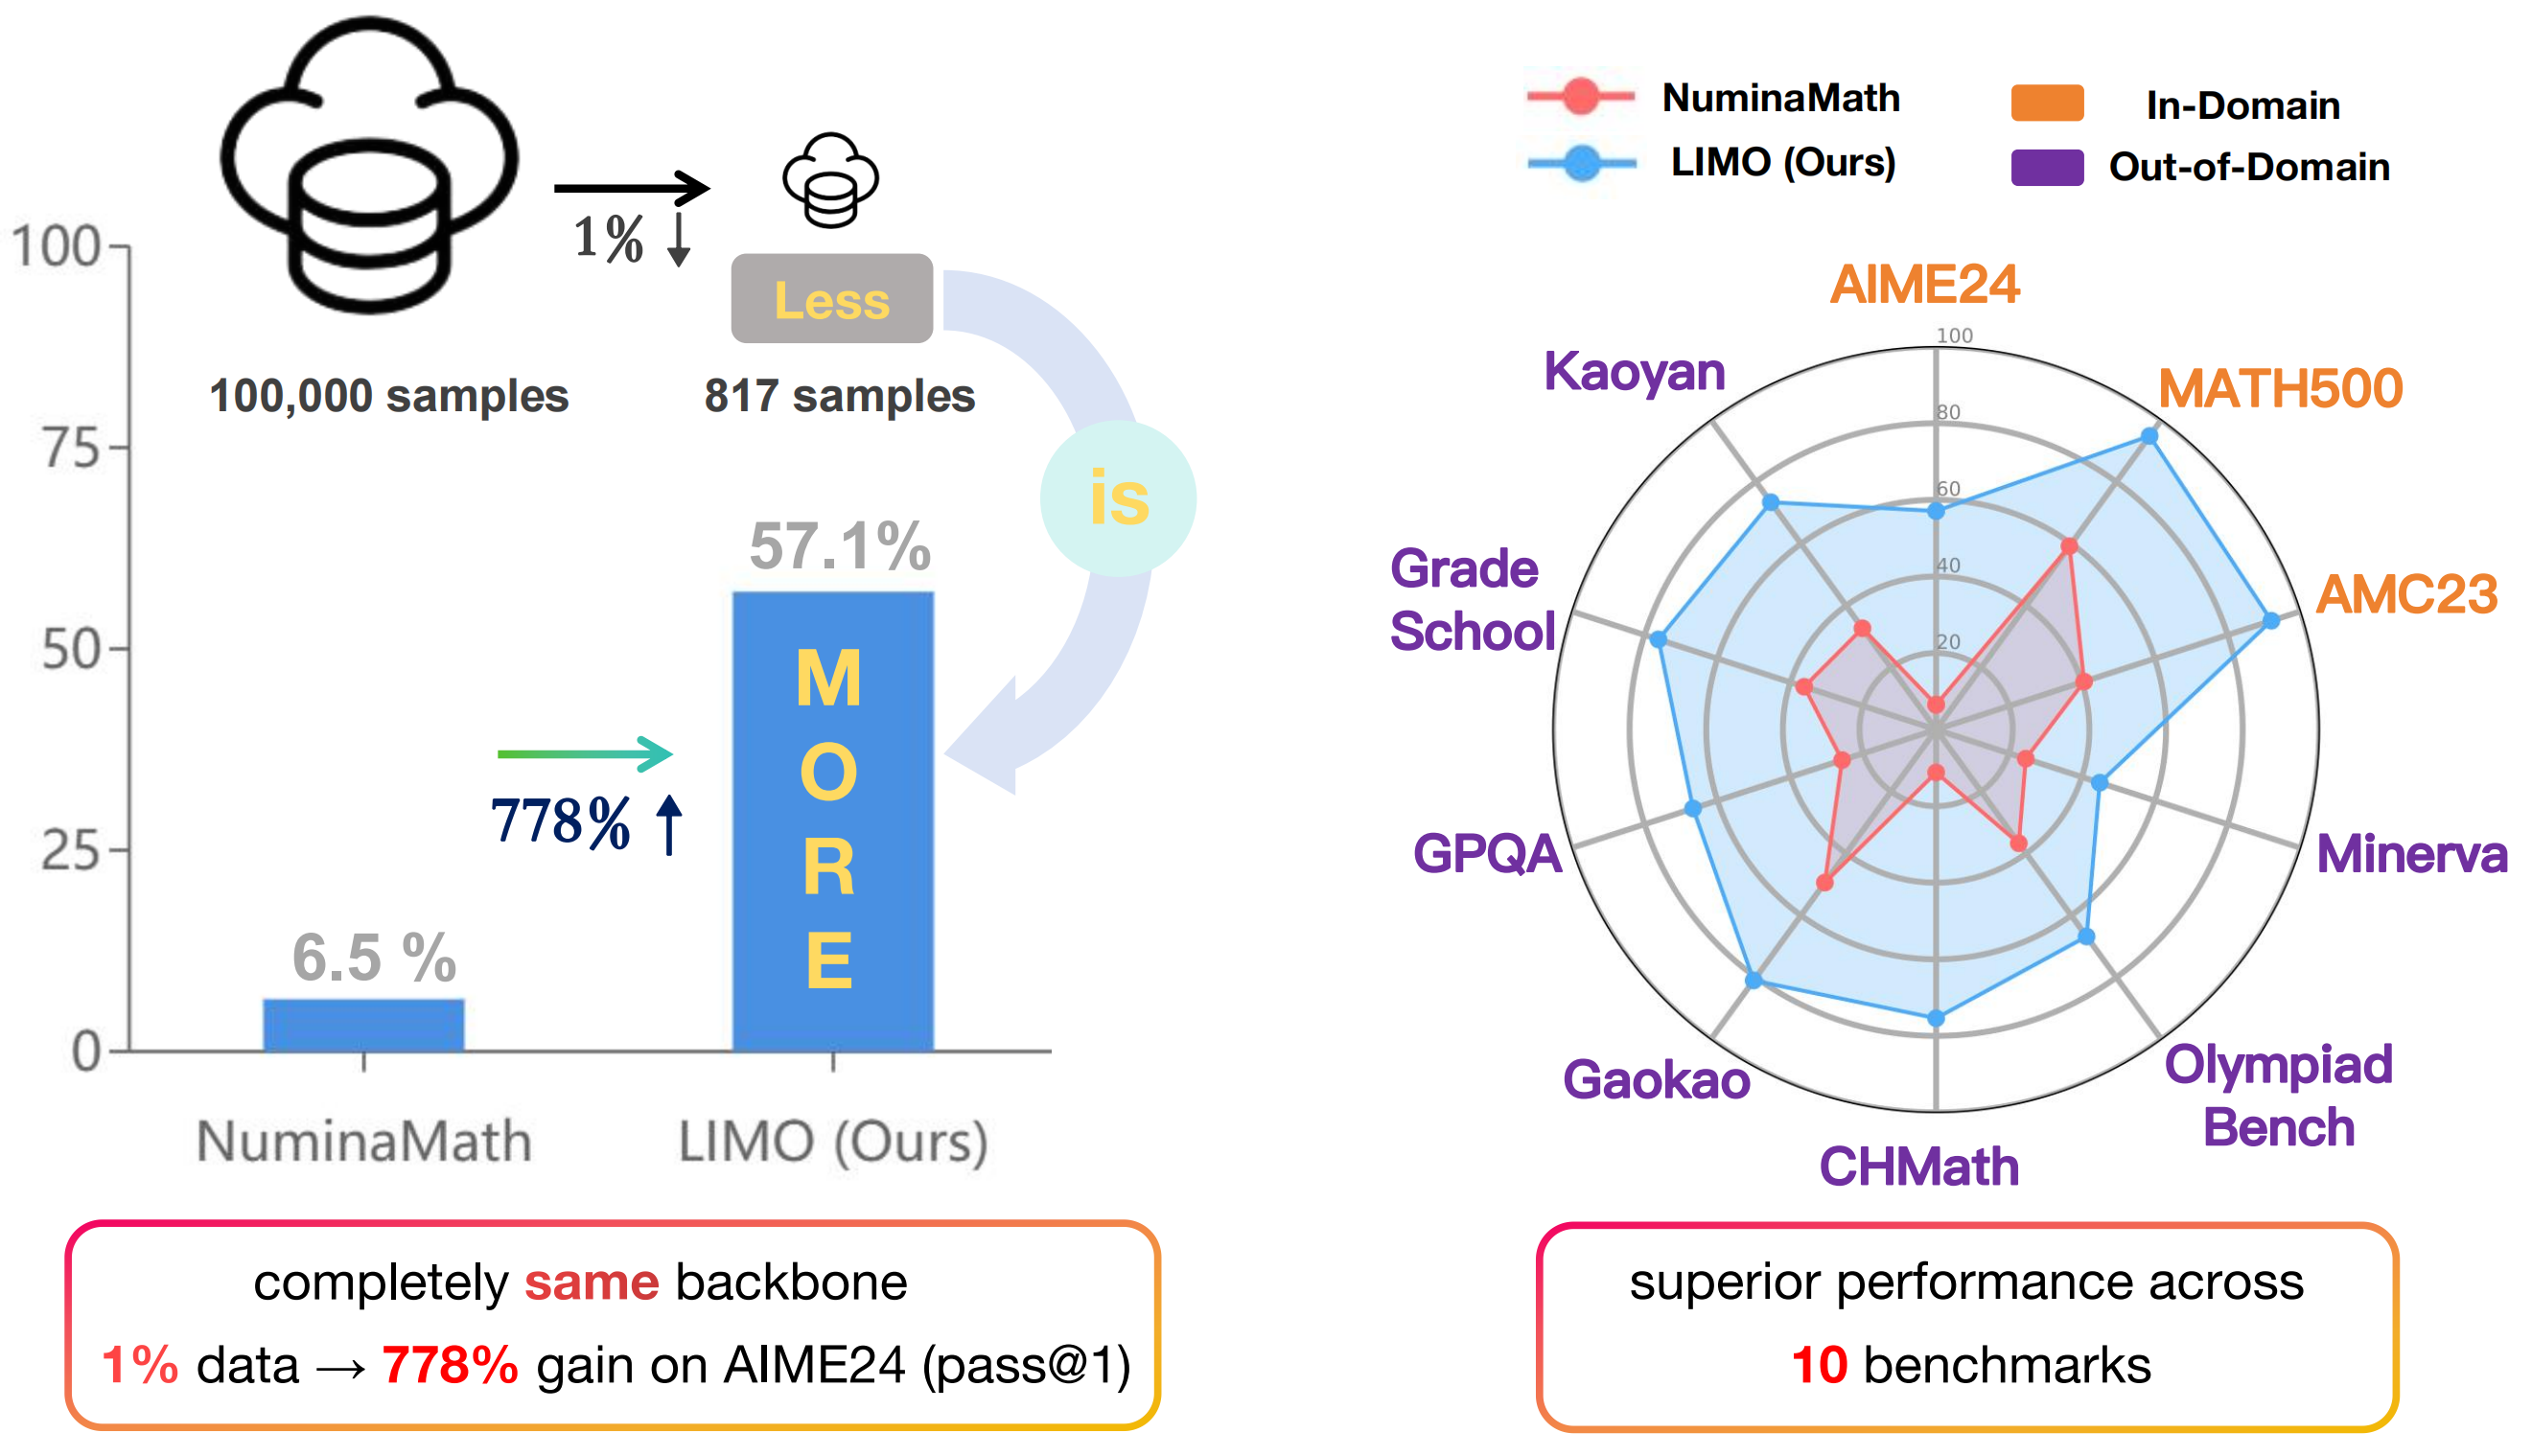 100
75
50
25
0
1% ↓
Less
100,000 samples
817 samples
is
57.1%
M
O
R
E
778% ↑
6.5 %
NuminaMath
LIMO (Ours)
completely same backbone
1% data → 778% gain on AIME24 (pass@1)
NuminaMath
LIMO (Ours)
In-Domain
Out-of-Domain
AIME24
MATH500
AMC23
Minerva
Olympiad
Bench
CHMath
Gaokao
GPQA
Grade
School
Kaoyan
100
80
60
40
20
superior performance across
10 benchmarks